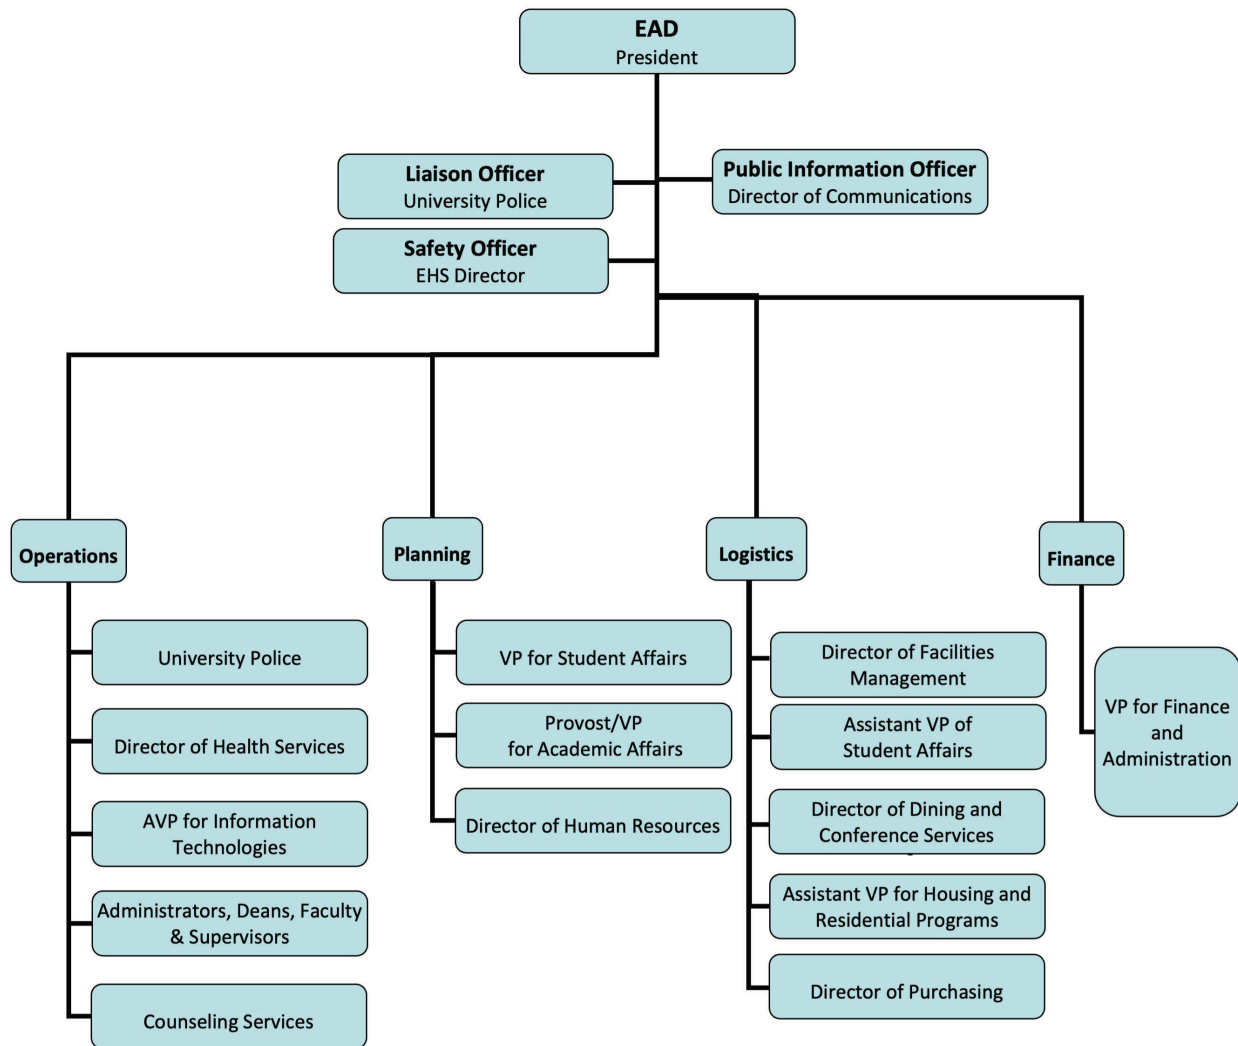 EAD
President
Liaison Officer
University Police
Public Information Officer
Director of Communications
Safety Officer
EHS Director
Operations
Planning
Logistics
Finance
University Police
Director of Health Services
AVP for Information
Technologies
Administrators, Deans, Faculty
& Supervisors
Counseling Services
VP for Student Affairs
Provost/VP
for Academic Affairs
Director of Human Resources
Director of Facilities
Management
Assistant VP of
Student Affairs
Director of Dining and
Conference Services
Assistant VP for Housing and
Residential Programs
Director of Purchasing
VP for Finance
and
Administration